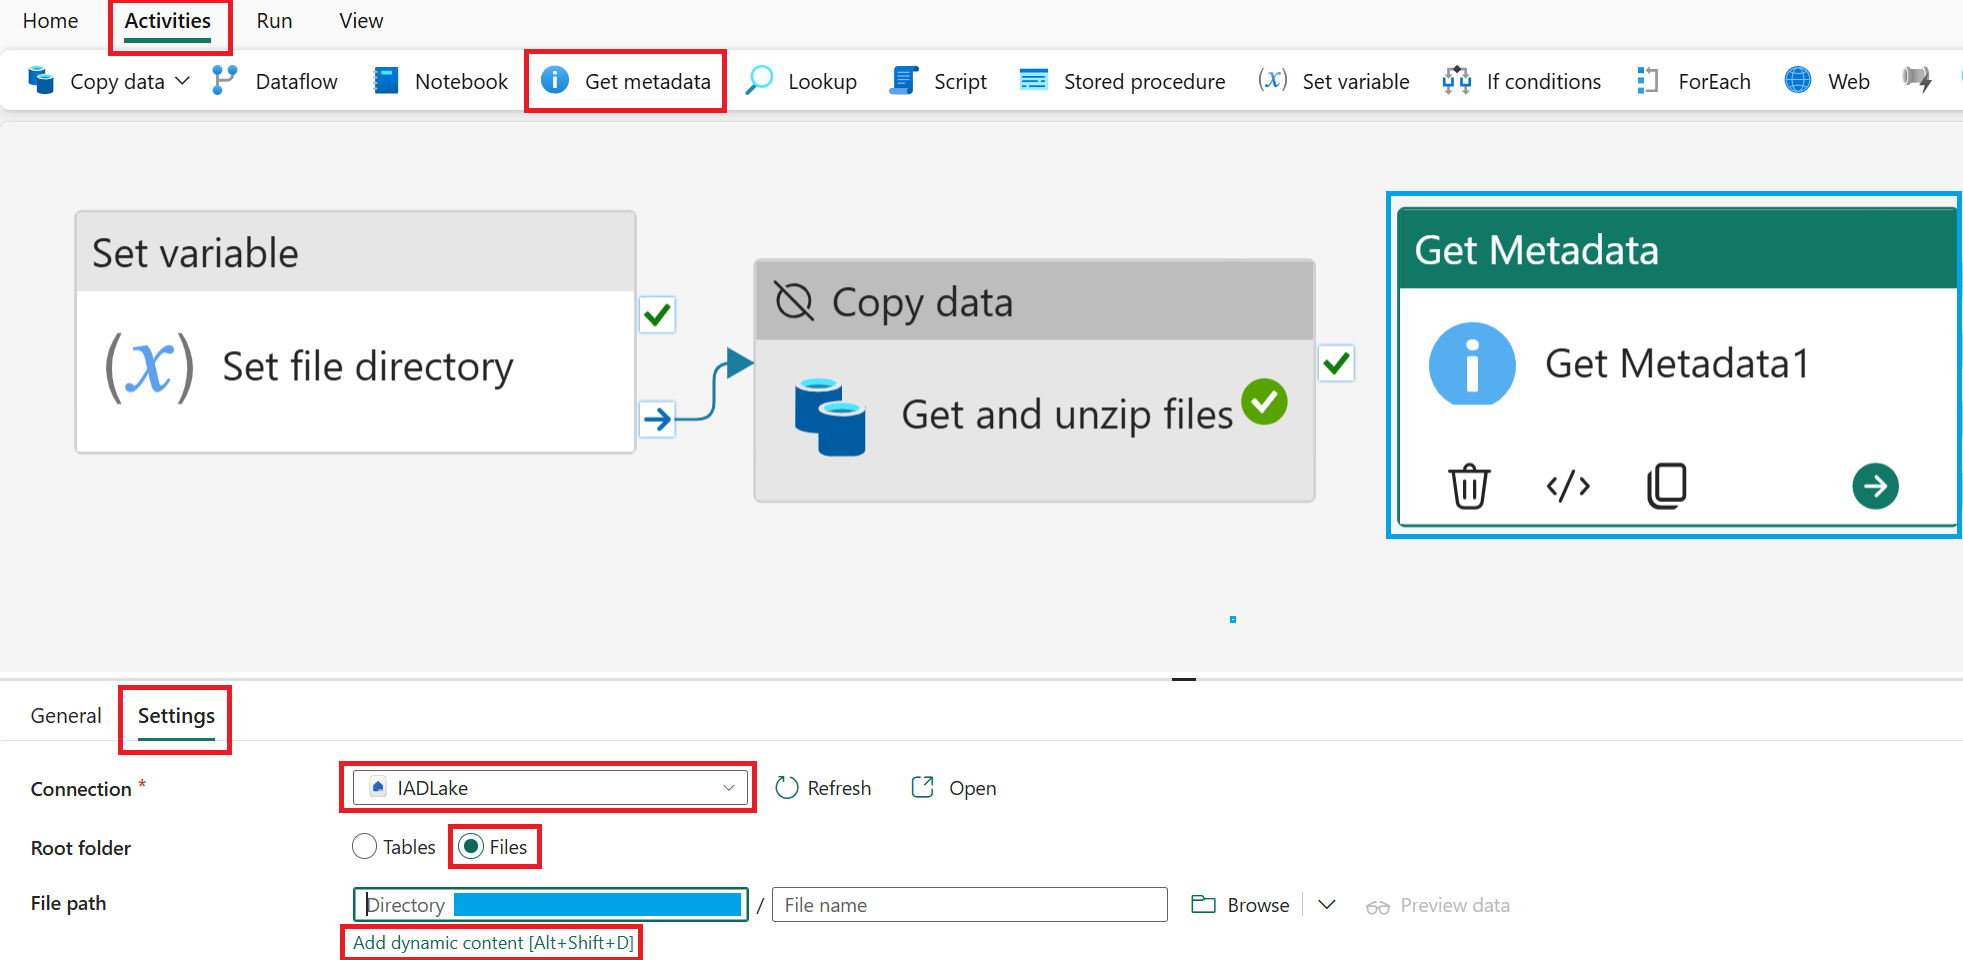 Home Activities Run View
Copy data Dataflow Notebook Get metadata Lookup Script Stored procedure (x) Set variable If conditions ForEach Web
Set variable
(x) Set file directory
Copy data
Get and unzip files
Get Metadata
i Get Metadata1
</>
General Settings
Connection * IADLake Refresh Open
Root folder Tables Files
File path Directory / File name Browse Preview data
Add dynamic content [Alt+Shift+D]